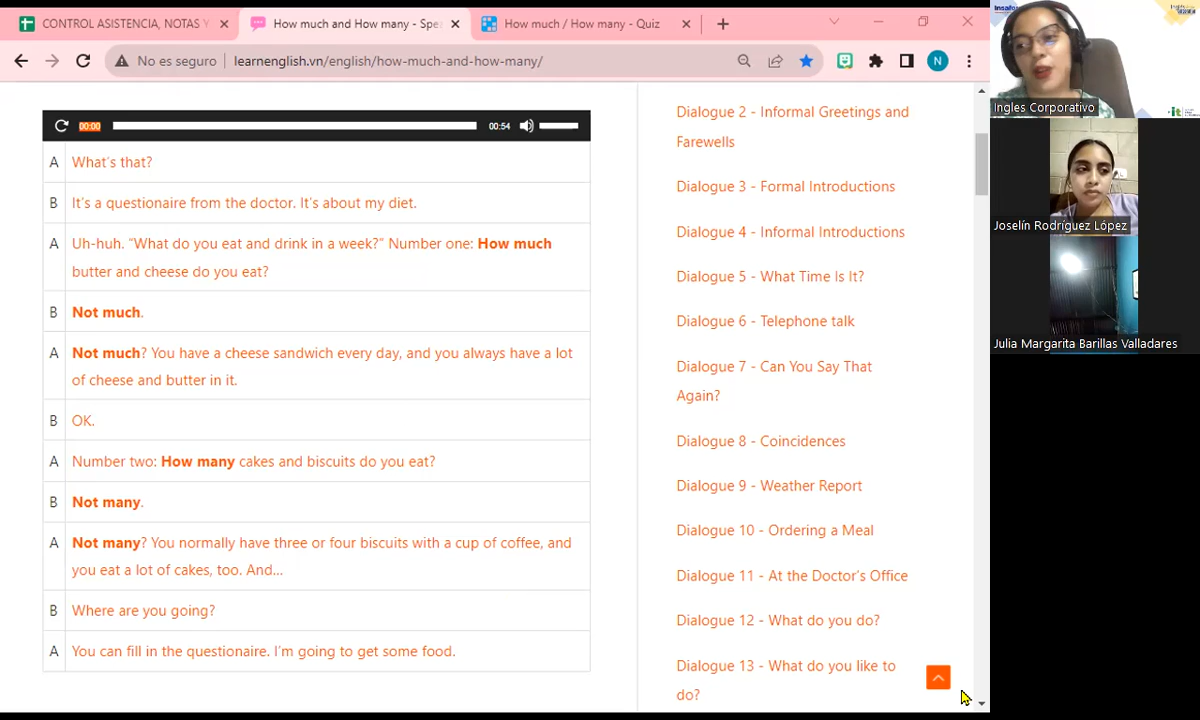 CONTROL ASISTENCIA, NOTAS Y
How much and How many - Spe
How much / How many - Quiz
No es seguro
learnenglish.vn/english/how-much-and-how-many/
N
00:00
00:54
A What's that?
B It's a questionaire from the doctor. It's about my diet.
A Uh-huh. "What do you eat and drink in a week?" Number one: How much
butter and cheese do you eat?
B Not much.
A Not much? You have a cheese sandwich every day, and you always have a lot
of cheese and butter in it.
B OK.
A Number two: How many cakes and biscuits do you eat?
B Not many.
A Not many? You normally have three or four biscuits with a cup of coffee, and
you eat a lot of cakes, too. And...
B Where are you going?
A You can fill in the questionaire. I'm going to get some food.
Dialogue 2 - Informal Greetings and
Farewells
Dialogue 3 - Formal Introductions
Dialogue 4 - Informal Introductions
Dialogue 5 - What Time Is It?
Dialogue 6 - Telephone talk
Dialogue 7 - Can You Say That
Again?
Dialogue 8 - Coincidences
Dialogue 9 - Weather Report
Dialogue 10 - Ordering a Meal
Dialogue 11 - At the Doctor's Office
Dialogue 12 - What do you do?
Dialogue 13 - What do you like to
do?
Ingles Corporativo
Joselín Rodríguez López
Julia Margarita Barillas Valladares